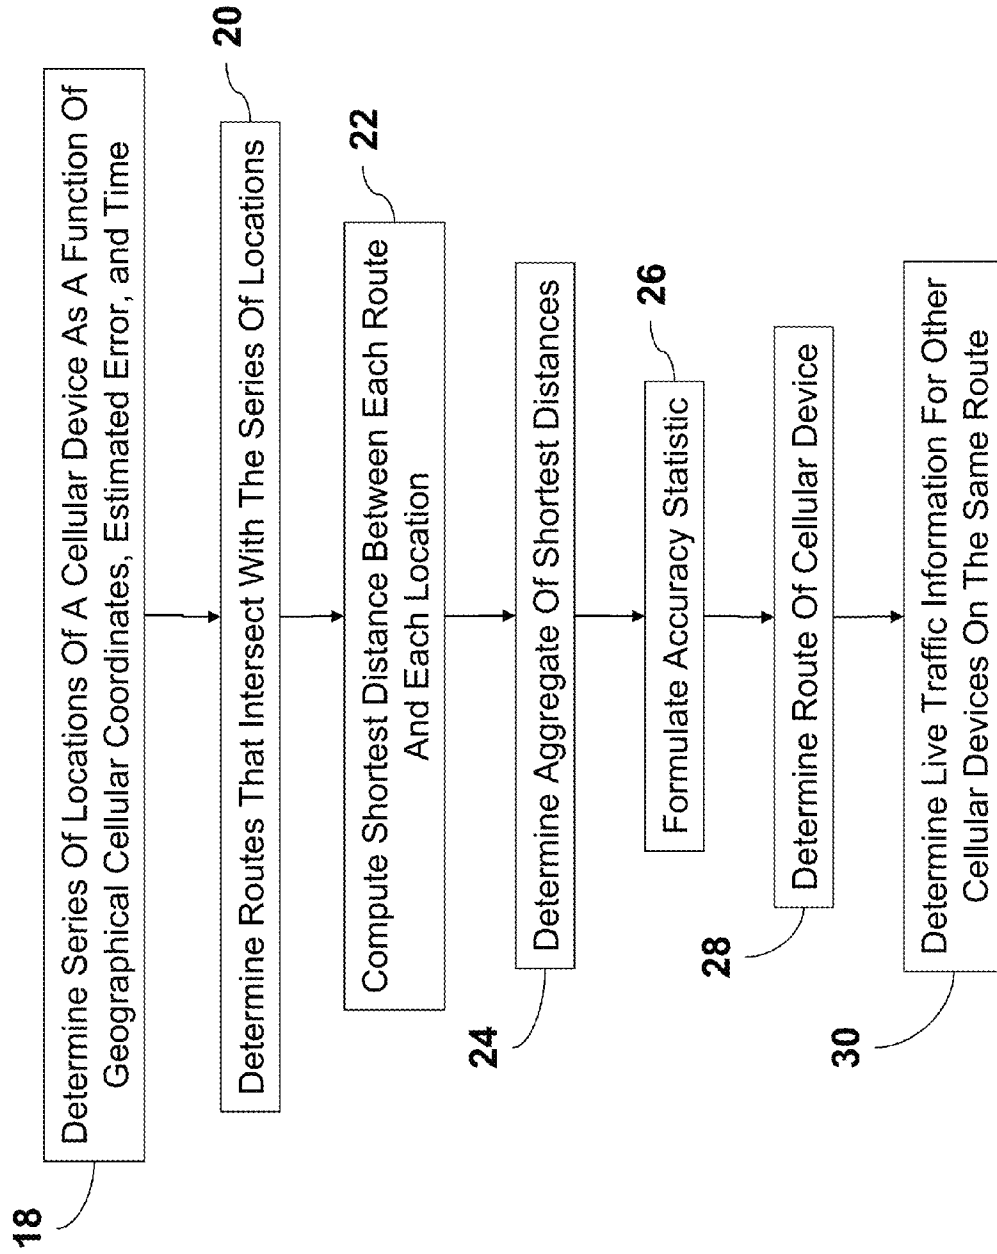 18
Determine Series Of Locations Of A Cellular Device As A Function Of
Geographical Cellular Coordinates, Estimated Error, and Time
20
Determine Routes That Intersect With The Series Of Locations
22
Compute Shortest Distance Between Each Route
And Each Location
24
Determine Aggregate Of Shortest Distances
26
Formulate Accuracy Statistic
28
Determine Route Of Cellular Device
30
Determine Live Traffic Information For Other
Cellular Devices On The Same Route